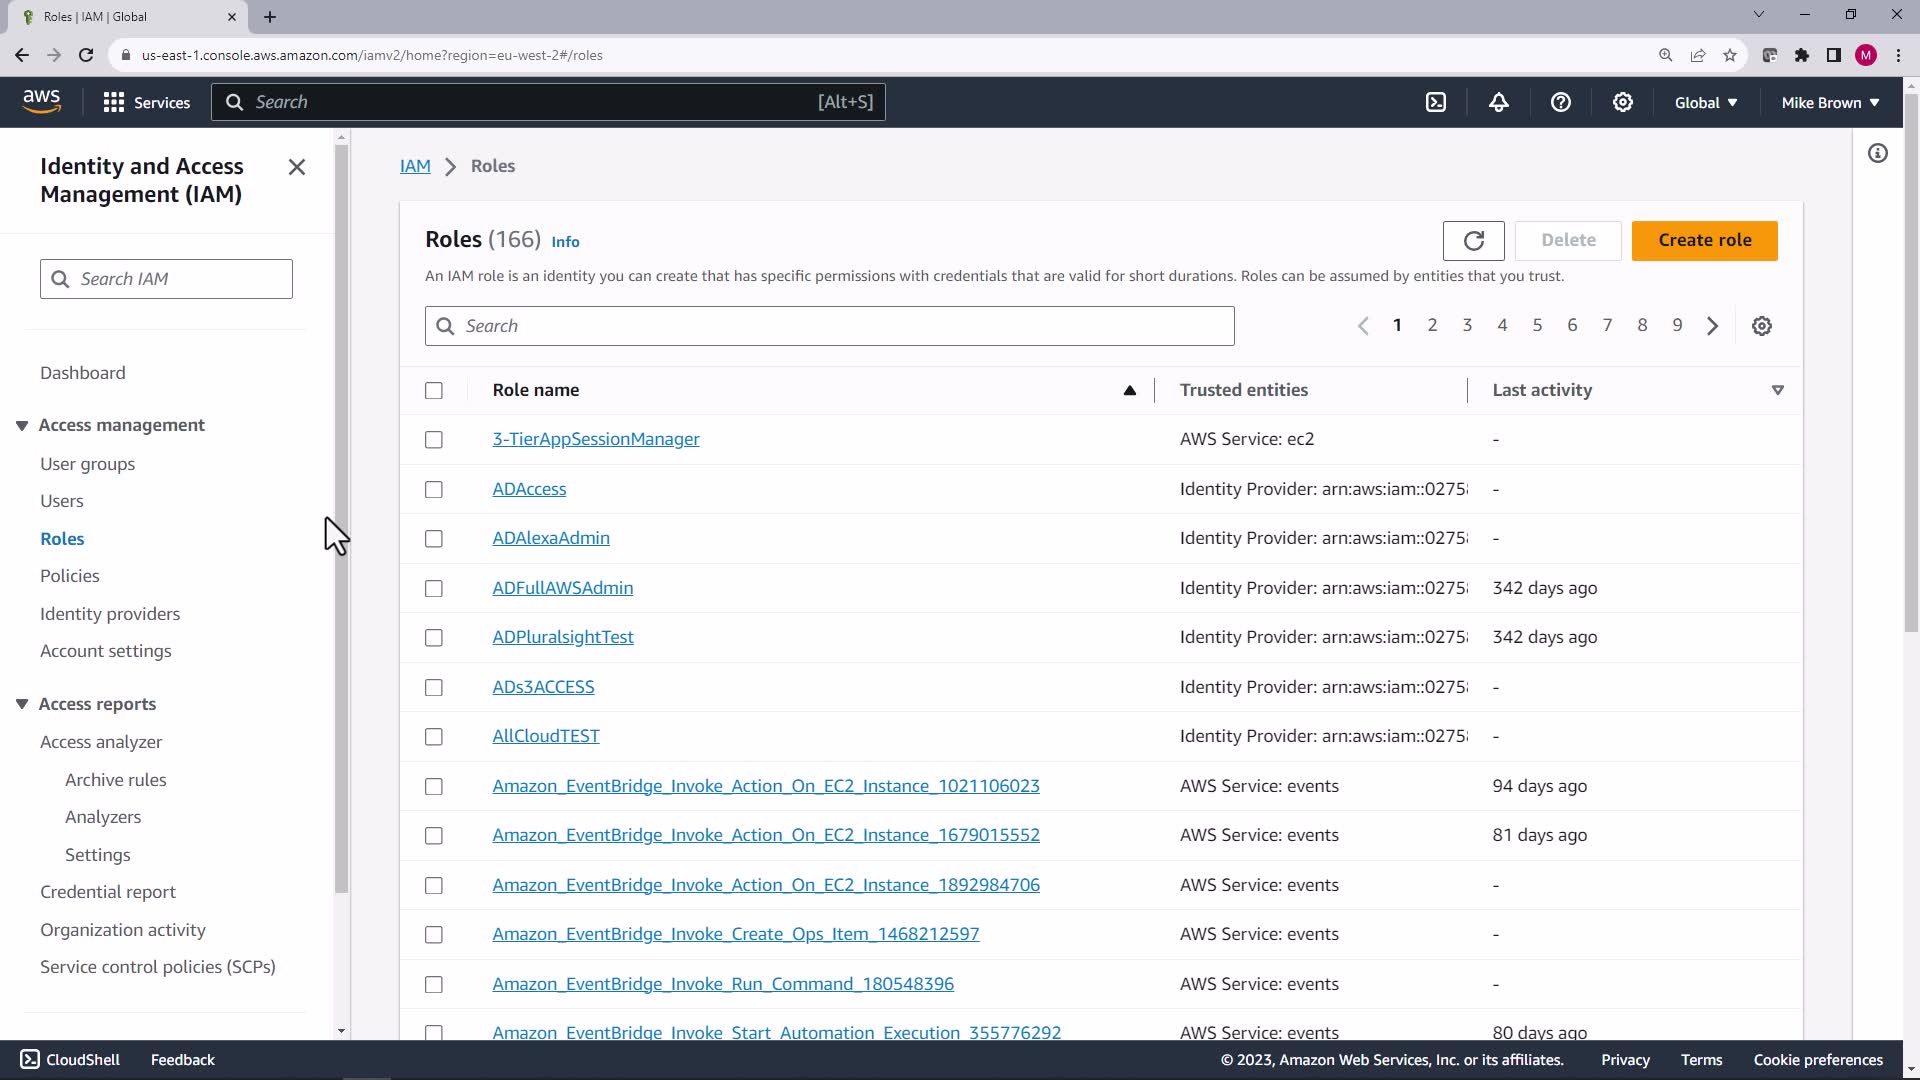 Roles | IAM | Global
us-east-1.console.aws.amazon.com/iamv2/home?region=eu-west-2#/roles
M
aws Services Search [Alt+S] Global Mike Brown
Identity and Access
Management (IAM)
Search IAM
Dashboard
Access management
User groups
Users
Roles
Policies
Identity providers
Account settings
Access reports
Access analyzer
Archive rules
Analyzers
Settings
Credential report
Organization activity
Service control policies (SCPs)
IAM Roles
Roles (166) Info Delete Create role
An IAM role is an identity you can create that has specific permissions with credentials that are valid for short durations. Roles can be assumed by entities that you trust.
Search 1 2 3 4 5 6 7 8 9
Role name Trusted entities Last activity
3-TierAppSessionManager AWS Service: ec2 -
ADAccess Identity Provider: arn:aws:iam::0275 -
ADAlexaAdmin Identity Provider: arn:aws:iam::0275 -
ADFullAWSAdmin Identity Provider: arn:aws:iam::0275 342 days ago
ADPluralsightTest Identity Provider: arn:aws:iam::0275 342 days ago
ADs3ACCESS Identity Provider: arn:aws:iam::0275 -
AllCloudTEST Identity Provider: arn:aws:iam::0275 -
Amazon_EventBridge_Invoke_Action_On_EC2_Instance_1021106023 AWS Service: events 94 days ago
Amazon_EventBridge_Invoke_Action_On_EC2_Instance_1679015552 AWS Service: events 81 days ago
Amazon_EventBridge_Invoke_Action_On_EC2_Instance_1892984706 AWS Service: events -
Amazon_EventBridge_Invoke_Create_Ops_Item_1468212597 AWS Service: events -
Amazon_EventBridge_Invoke_Run_Command_180548396 AWS Service: events -
Amazon_EventBridge_Invoke_Start_Automation_Execution_355776292 AWS Service: events 80 days ago
CloudShell Feedback © 2023, Amazon Web Services, Inc. or its affiliates. Privacy Terms Cookie preferences